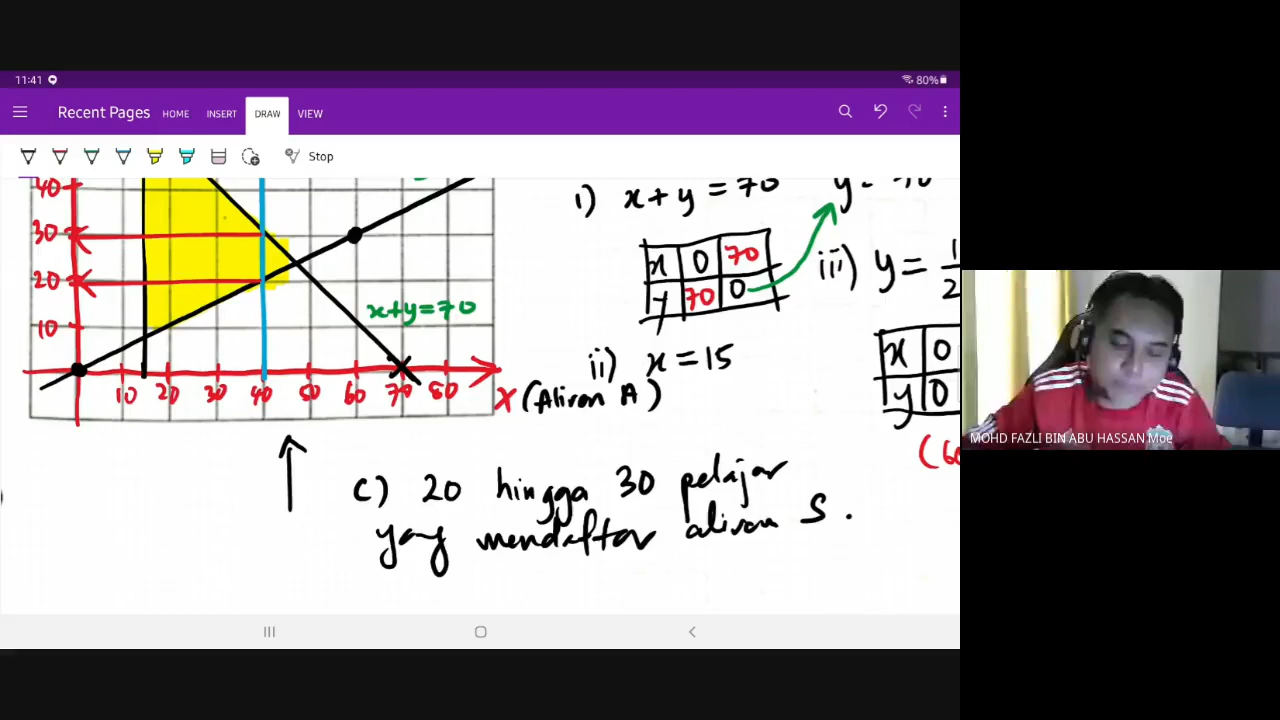 11:41 80%
Recent Pages HOME INSERT DRAW VIEW
Stop
40
30
20
10
x+y=70
10 20 30 40 50 60 70 80
X (Aliran A)
i) x+y=70
x 0 70
y 70 0
ii) x=15
iii) y=1/2
x 0
y 0
c) 20 hingga 30 pelajar
yang mendaftar aliran S.
MOHD FAZLI BIN ABU HASSAN Moe